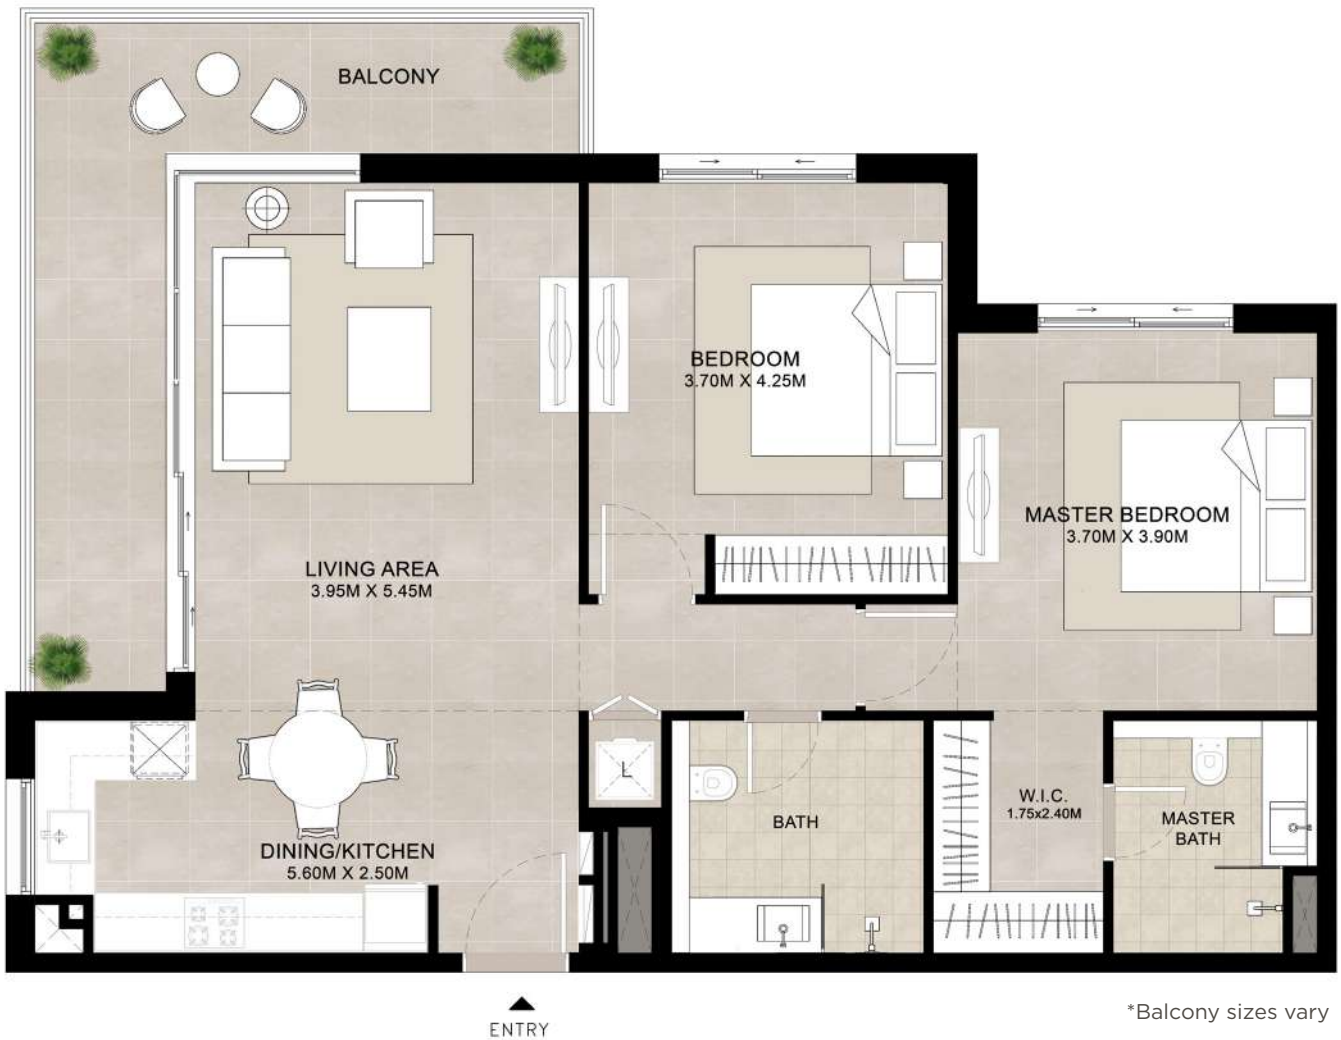 BALCONY
BEDROOM
3.70M X 4.25M
MASTER BEDROOM
3.70M X 3.90M
LIVING AREA
3.95M X 5.45M
L
W.I.C.
1.75x2.40M
BATH
MASTER
BATH
DINING/KITCHEN
5.60M X 2.50M
ENTRY
*Balcony sizes vary